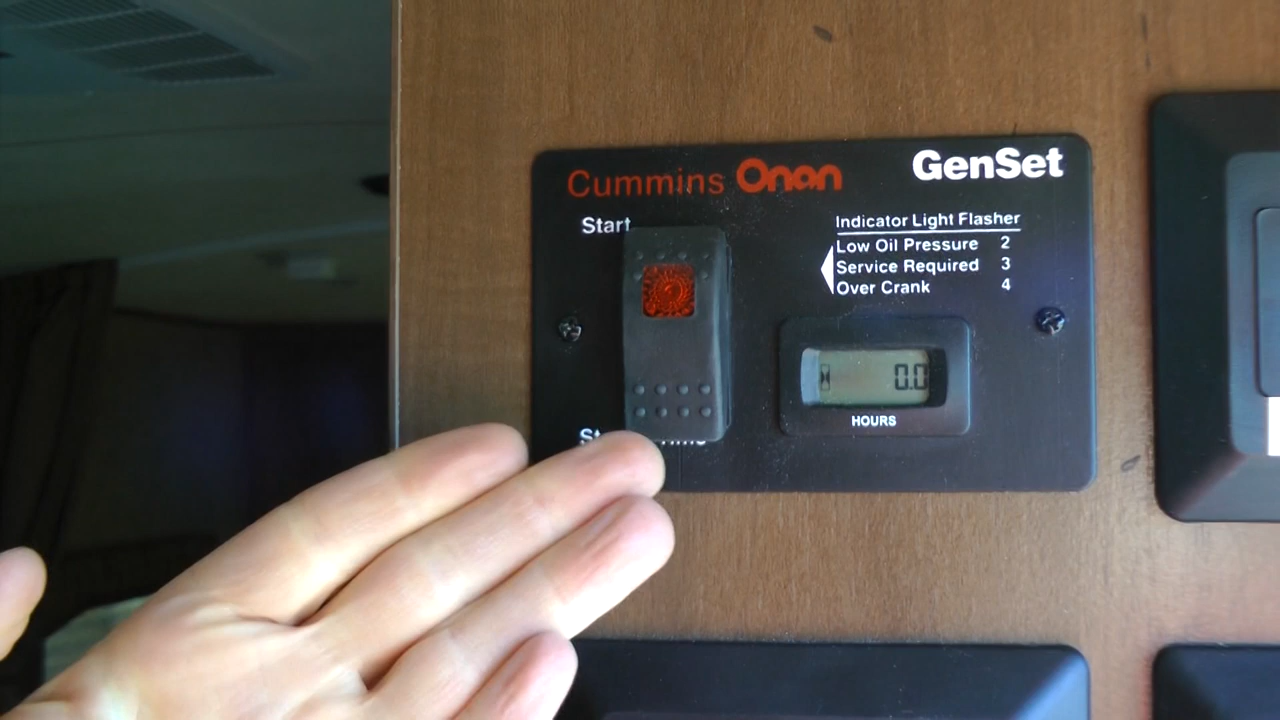 Cummins Onan GenSet
Start
Indicator Light Flasher
Low Oil Pressure 2
Service Required 3
Over Crank 4
0.0
HOURS